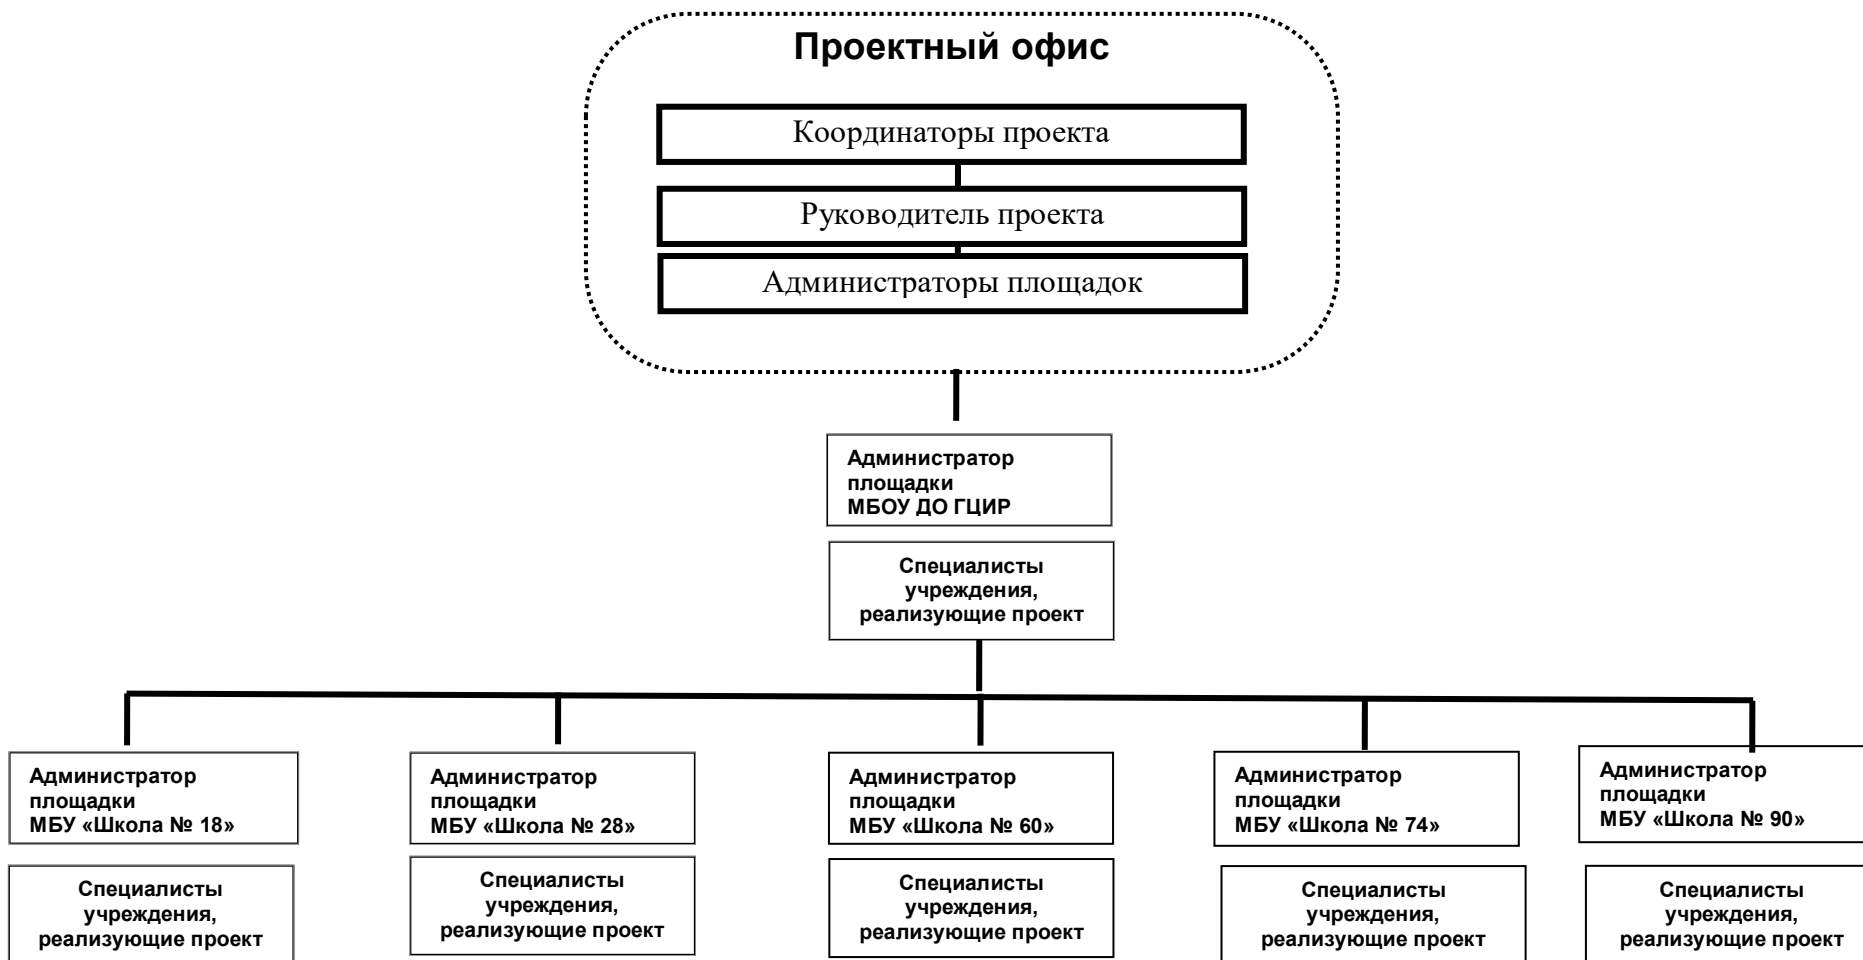 Проектный офис
Координаторы проекта
Руководитель проекта
Администраторы площадок
Администратор
площадки
МБОУ ДО ГЦИР
Специалисты
учреждения,
реализующие проект
Администратор
площадки
МБУ «Школа № 18»
Специалисты
учреждения,
реализующие проект
Администратор
площадки
МБУ «Школа № 28»
Специалисты
учреждения,
реализующие проект
Администратор
площадки
МБУ «Школа № 60»
Специалисты
учреждения,
реализующие проект
Администратор
площадки
МБУ «Школа № 74»
Специалисты
учреждения,
реализующие проект
Администратор
площадки
МБУ «Школа № 90»
Специалисты
учреждения,
реализующие проект